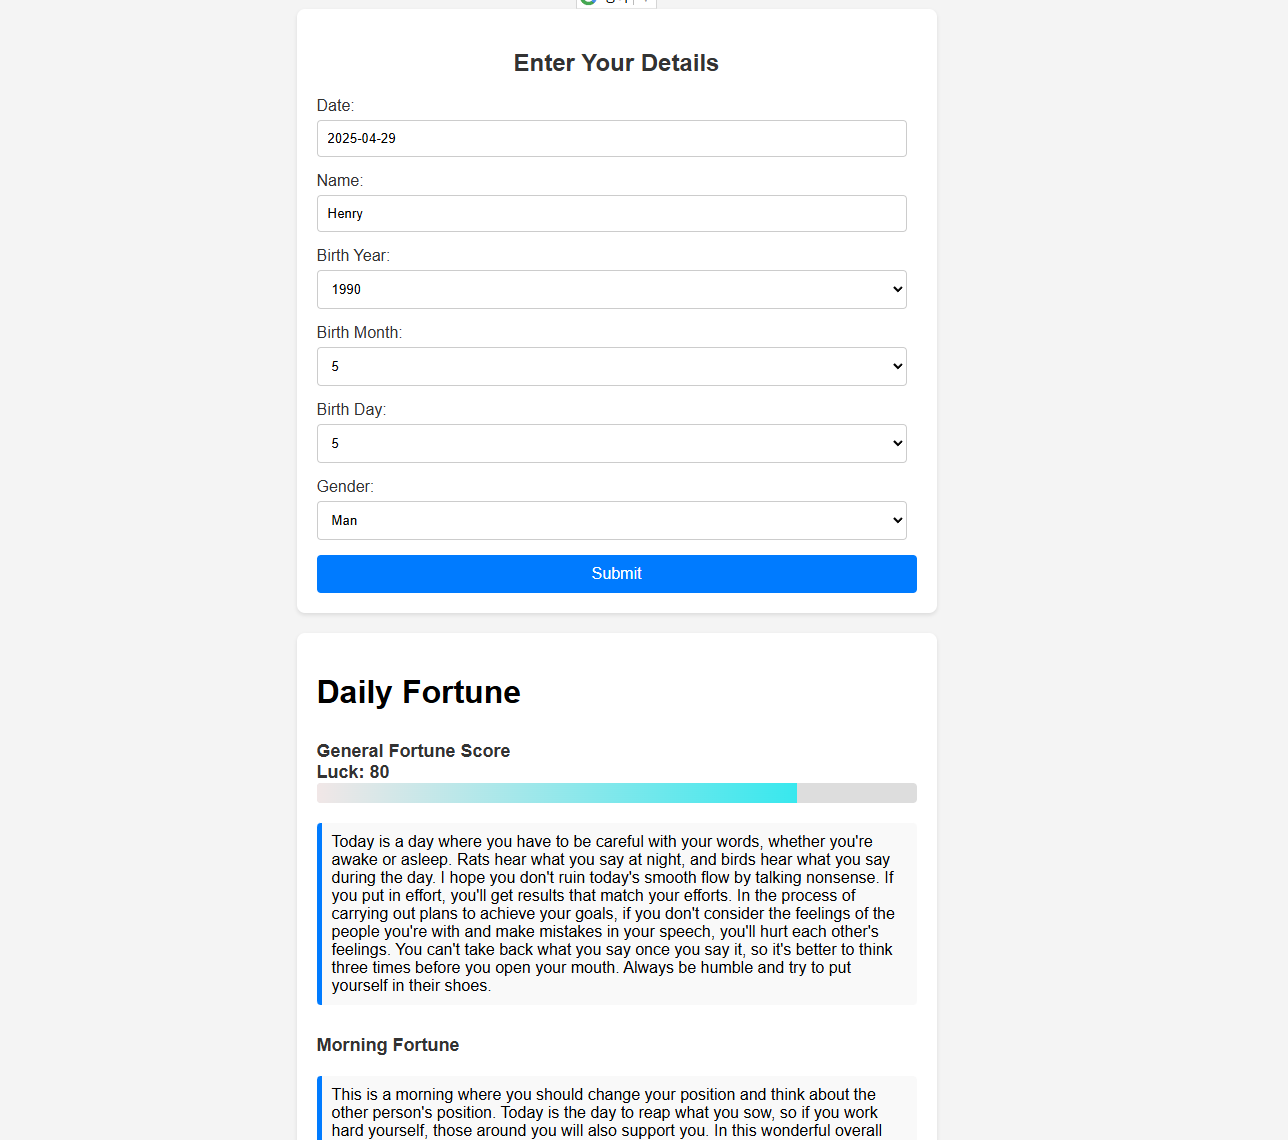 Enter Your Details
Date:
2025-04-29
Name:
Henry
Birth Year:
1990
Birth Month:
5
Birth Day:
5
Gender:
Man
Submit
Daily Fortune
General Fortune Score
Luck: 80
Today is a day where you have to be careful with your words, whether you're
awake or asleep. Rats hear what you say at night, and birds hear what you say
during the day. I hope you don't ruin today's smooth flow by talking nonsense. If
you put in effort, you'll get results that match your efforts. In the process of
carrying out plans to achieve your goals, if you don't consider the feelings of the
people you're with and make mistakes in your speech, you'll hurt each other's
feelings. You can't take back what you say once you say it, so it's better to think
three times before you open your mouth. Always be humble and try to put
yourself in their shoes.
Morning Fortune
This is a morning where you should change your position and think about the
other person's position. Today is the day to reap what you sow, so if you work
hard yourself, those around you will also support you. In this wonderful overall